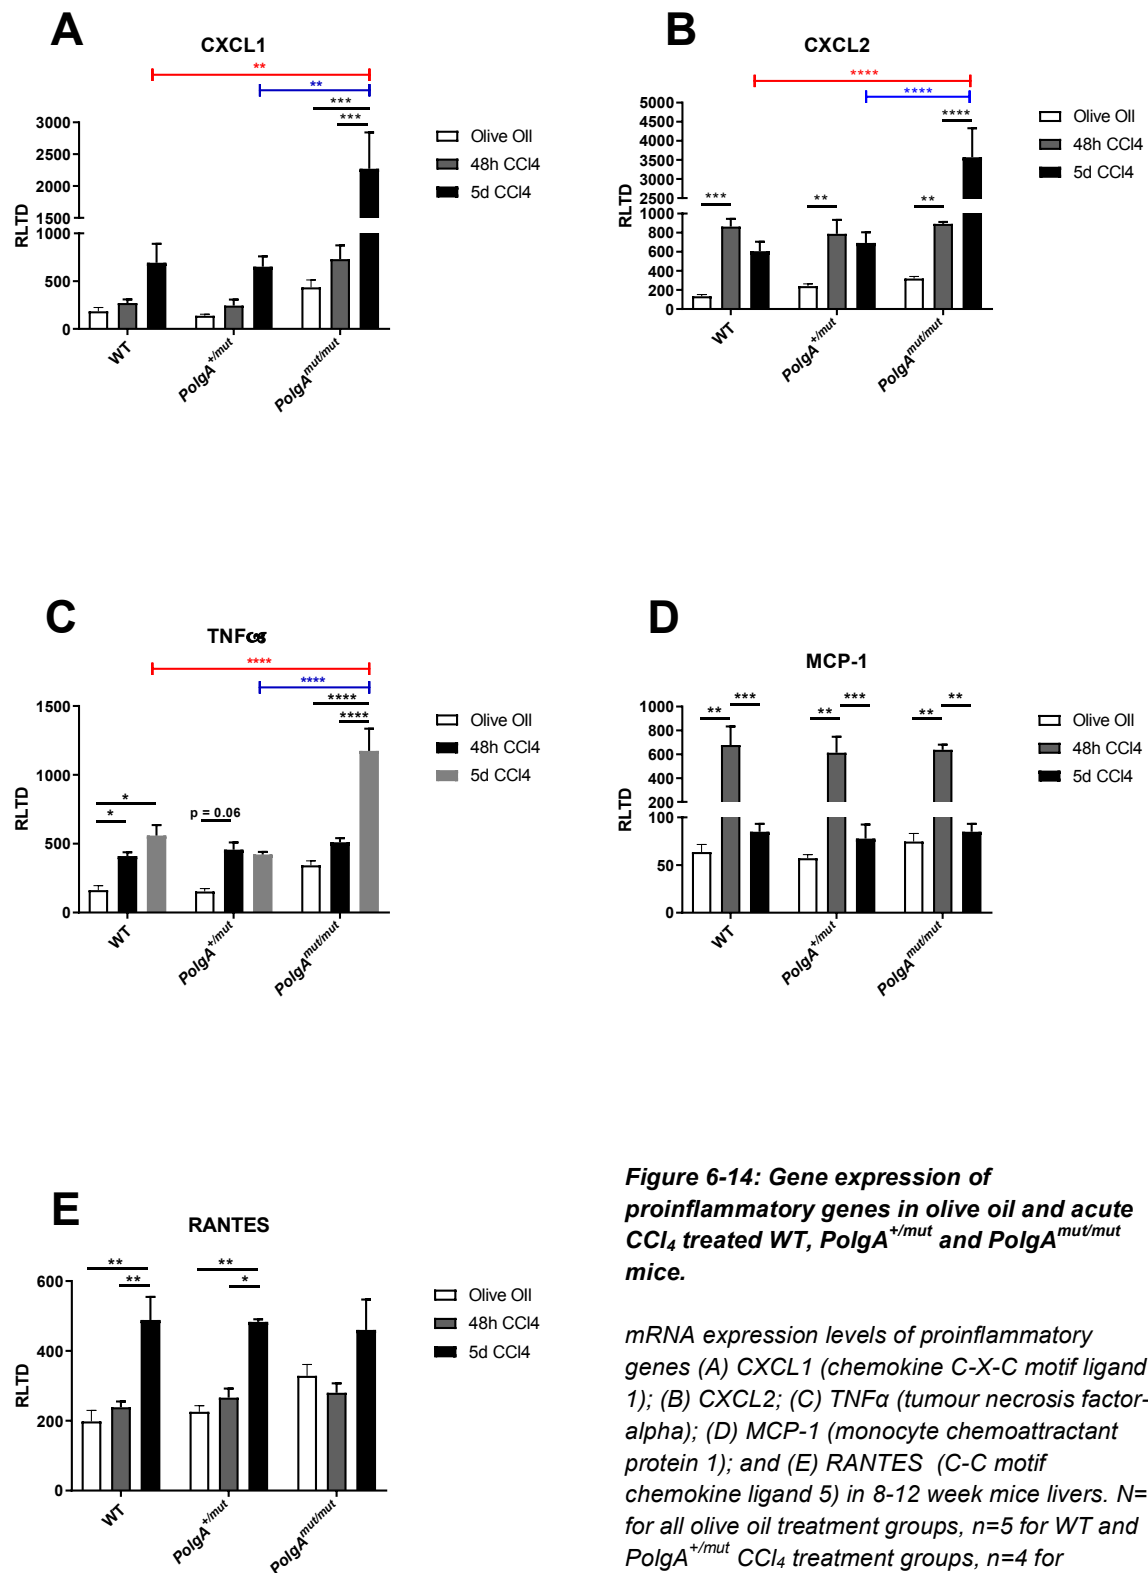 A
CXCL1
**
**
***
***
RLTD
3000
2500
2000
1500
1000
500
0
WT
PolgA+/mut
PolgAmut/mut
Olive OIl
48h CCl4
5d CCl4
B
CXCL2
****
****
****
***
**
**
RLTD
5000
4500
4000
3500
3000
2500
2000
1500
1000
800
600
400
200
0
WT
PolgA+/mut
PolgAmut/mut
Olive OIl
48h CCl4
5d CCl4
C
TNF
****
****
****
****
*
*
p = 0.06
RLTD
1500
1000
500
0
WT
PolgA+/mut
PolgAmut/mut
Olive OIl
48h CCl4
5d CCl4
D
MCP-1
** ***
** ***
** **
RLTD
1000
800
600
400
200
100
50
0
WT
PolgA+/mut
PolgAmut/mut
Olive OIl
48h CCl4
5d CCl4
E
RANTES
**
**
**
*
RLTD
600
400
200
0
WT
PolgA+/mut
PolgAmut/mut
Olive OIl
48h CCl4
5d CCl4
Figure 6-14: Gene expression of
proinflammatory genes in olive oil and acute
CCl4 treated WT, PolgA+/mut and PolgAmut/mut
mice.
mRNA expression levels of proinflammatory
genes (A) CXCL1 (chemokine C-X-C motif ligand
1); (B) CXCL2; (C) TNFα (tumour necrosis factor-
alpha); (D) MCP-1 (monocyte chemoattractant
protein 1); and (E) RANTES (C-C motif
chemokine ligand 5) in 8-12 week mice livers. N=
for all olive oil treatment groups, n=5 for WT and
PolgA+/mut CCl4 treatment groups, n=4 for